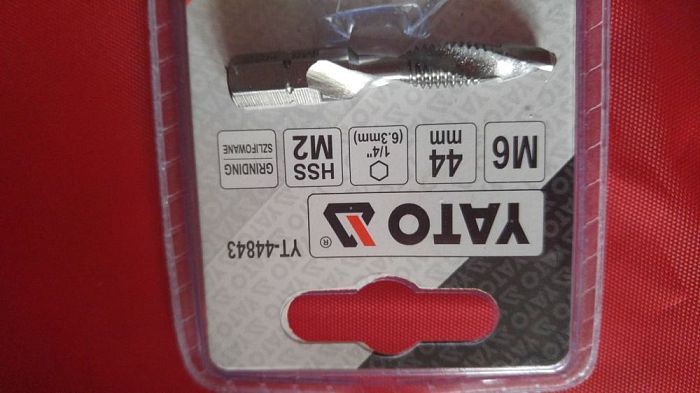 YT-44843
YATO ®
M6
44
mm
1/4"
(6.3mm)
HSS
M2
GRINDING
SZLIFOWANE